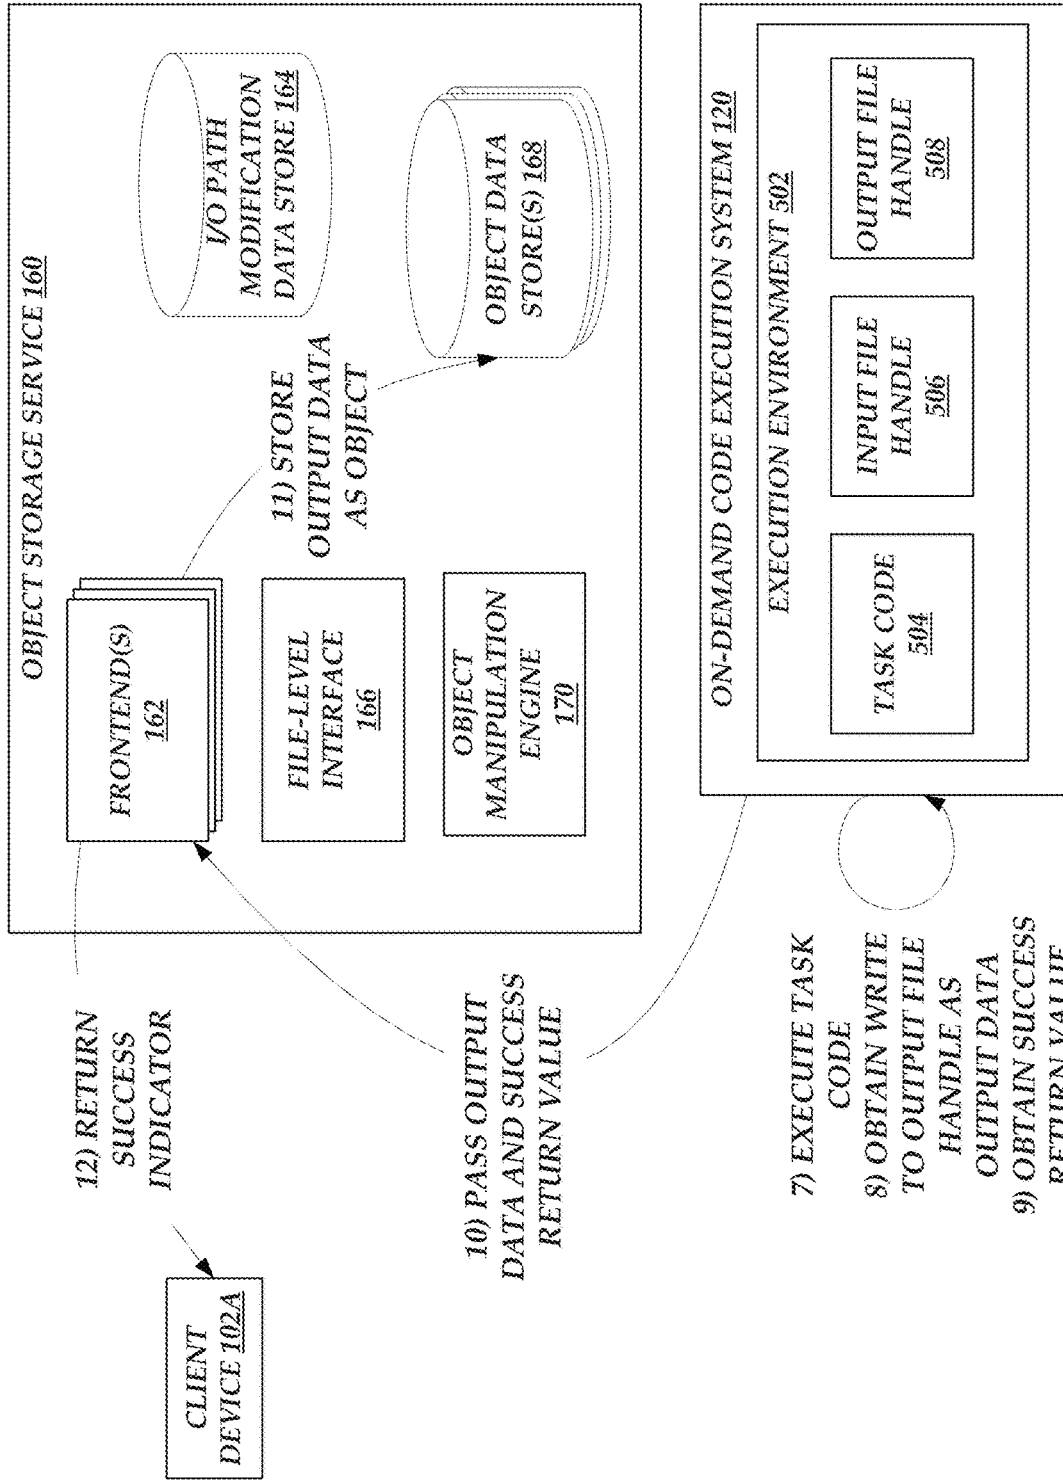 OBJECT STORAGE SERVICE 160
FRONTEND(S)
162
FILE-LEVEL
INTERFACE
166
OBJECT
MANIPULATION
ENGINE
170
I/O PATH
MODIFICATION
DATA STORE 164
OBJECT DATA
STORE(S) 168
11) STORE
OUTPUT DATA
AS OBJECT
12) RETURN
SUCCESS
INDICATOR
CLIENT
DEVICE 102A
10) PASS OUTPUT
DATA AND SUCCESS
RETURN VALUE
ON-DEMAND CODE EXECUTION SYSTEM 120
EXECUTION ENVIRONMENT 502
TASK CODE
504
INPUT FILE
HANDLE
506
OUTPUT FILE
HANDLE
508
7) EXECUTE TASK
CODE
8) OBTAIN WRITE
TO OUTPUT FILE
HANDLE AS
OUTPUT DATA
9) OBTAIN SUCCESS
RETURN VALUE